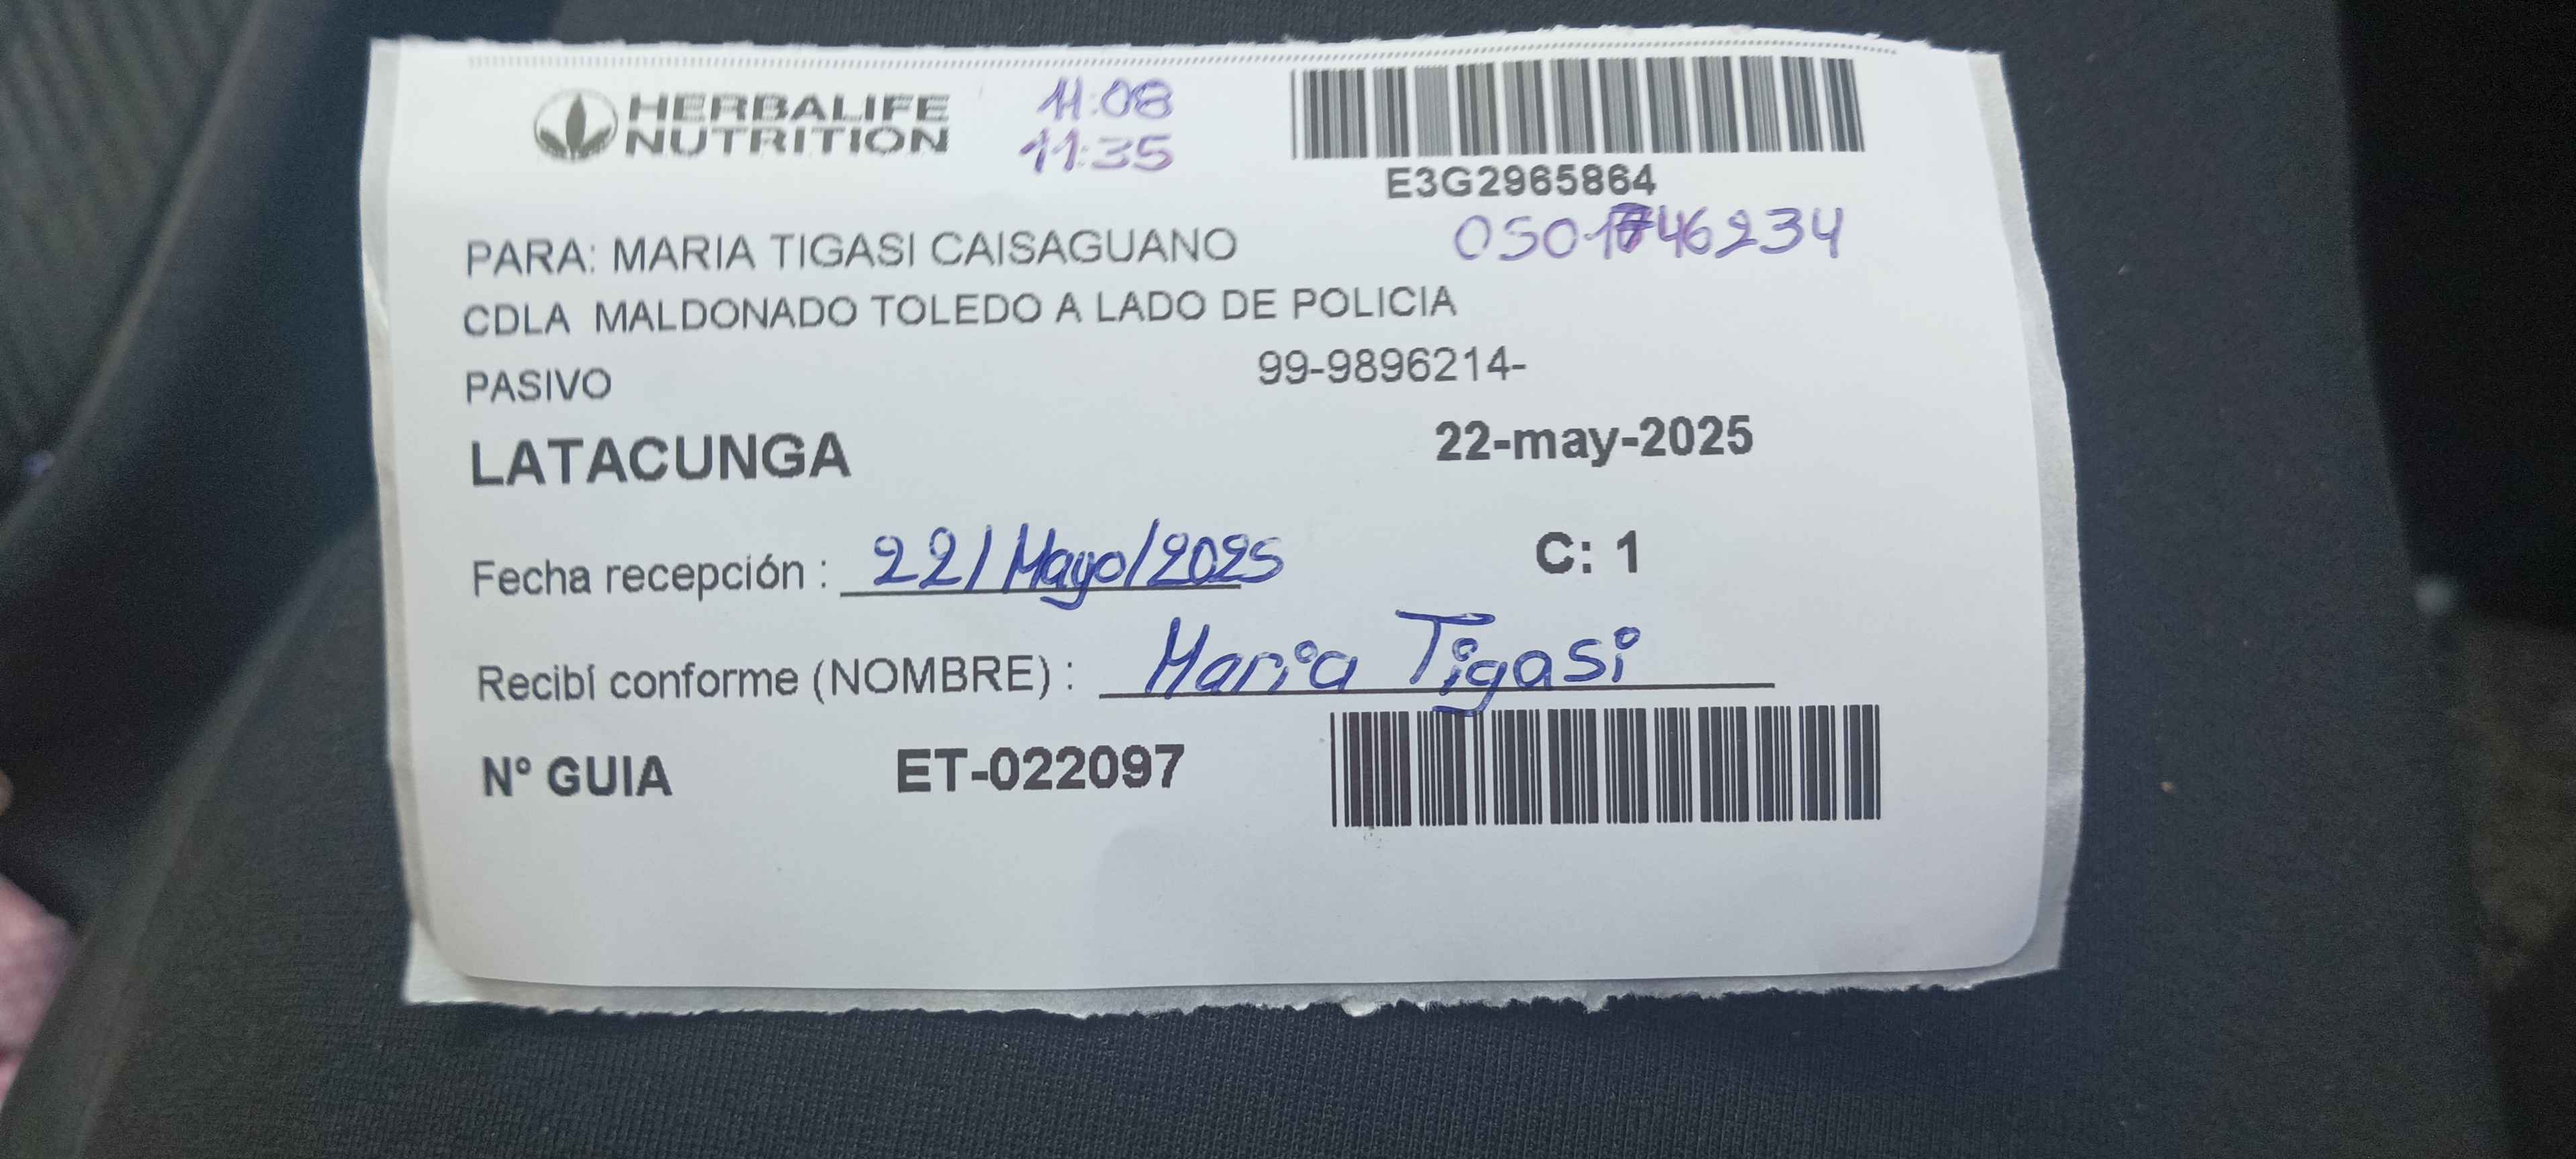 HERBALIFE
NUTRITION
11:08
11:35
E3G2965864
PARA: MARIA TIGASI CAISAGUANO
0501746234
CDLA MALDONADO TOLEDO A LADO DE POLICIA
PASIVO
99-9896214-
LATACUNGA
22-may-2025
Fecha recepción : 22/Mayo/2025
C: 1
Recibí conforme (NOMBRE) : Maria Tigasi
N° GUIA ET-022097